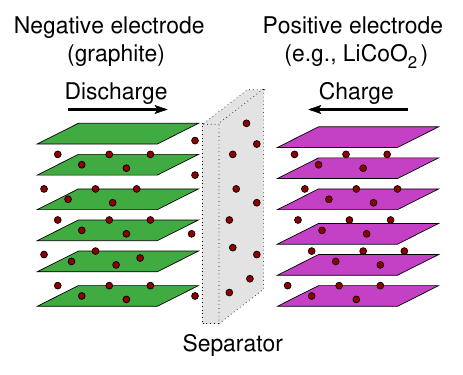 Negative electrode
(graphite)
Positive electrode
(e.g., LiCoO₂)
Discharge
Charge
Separator